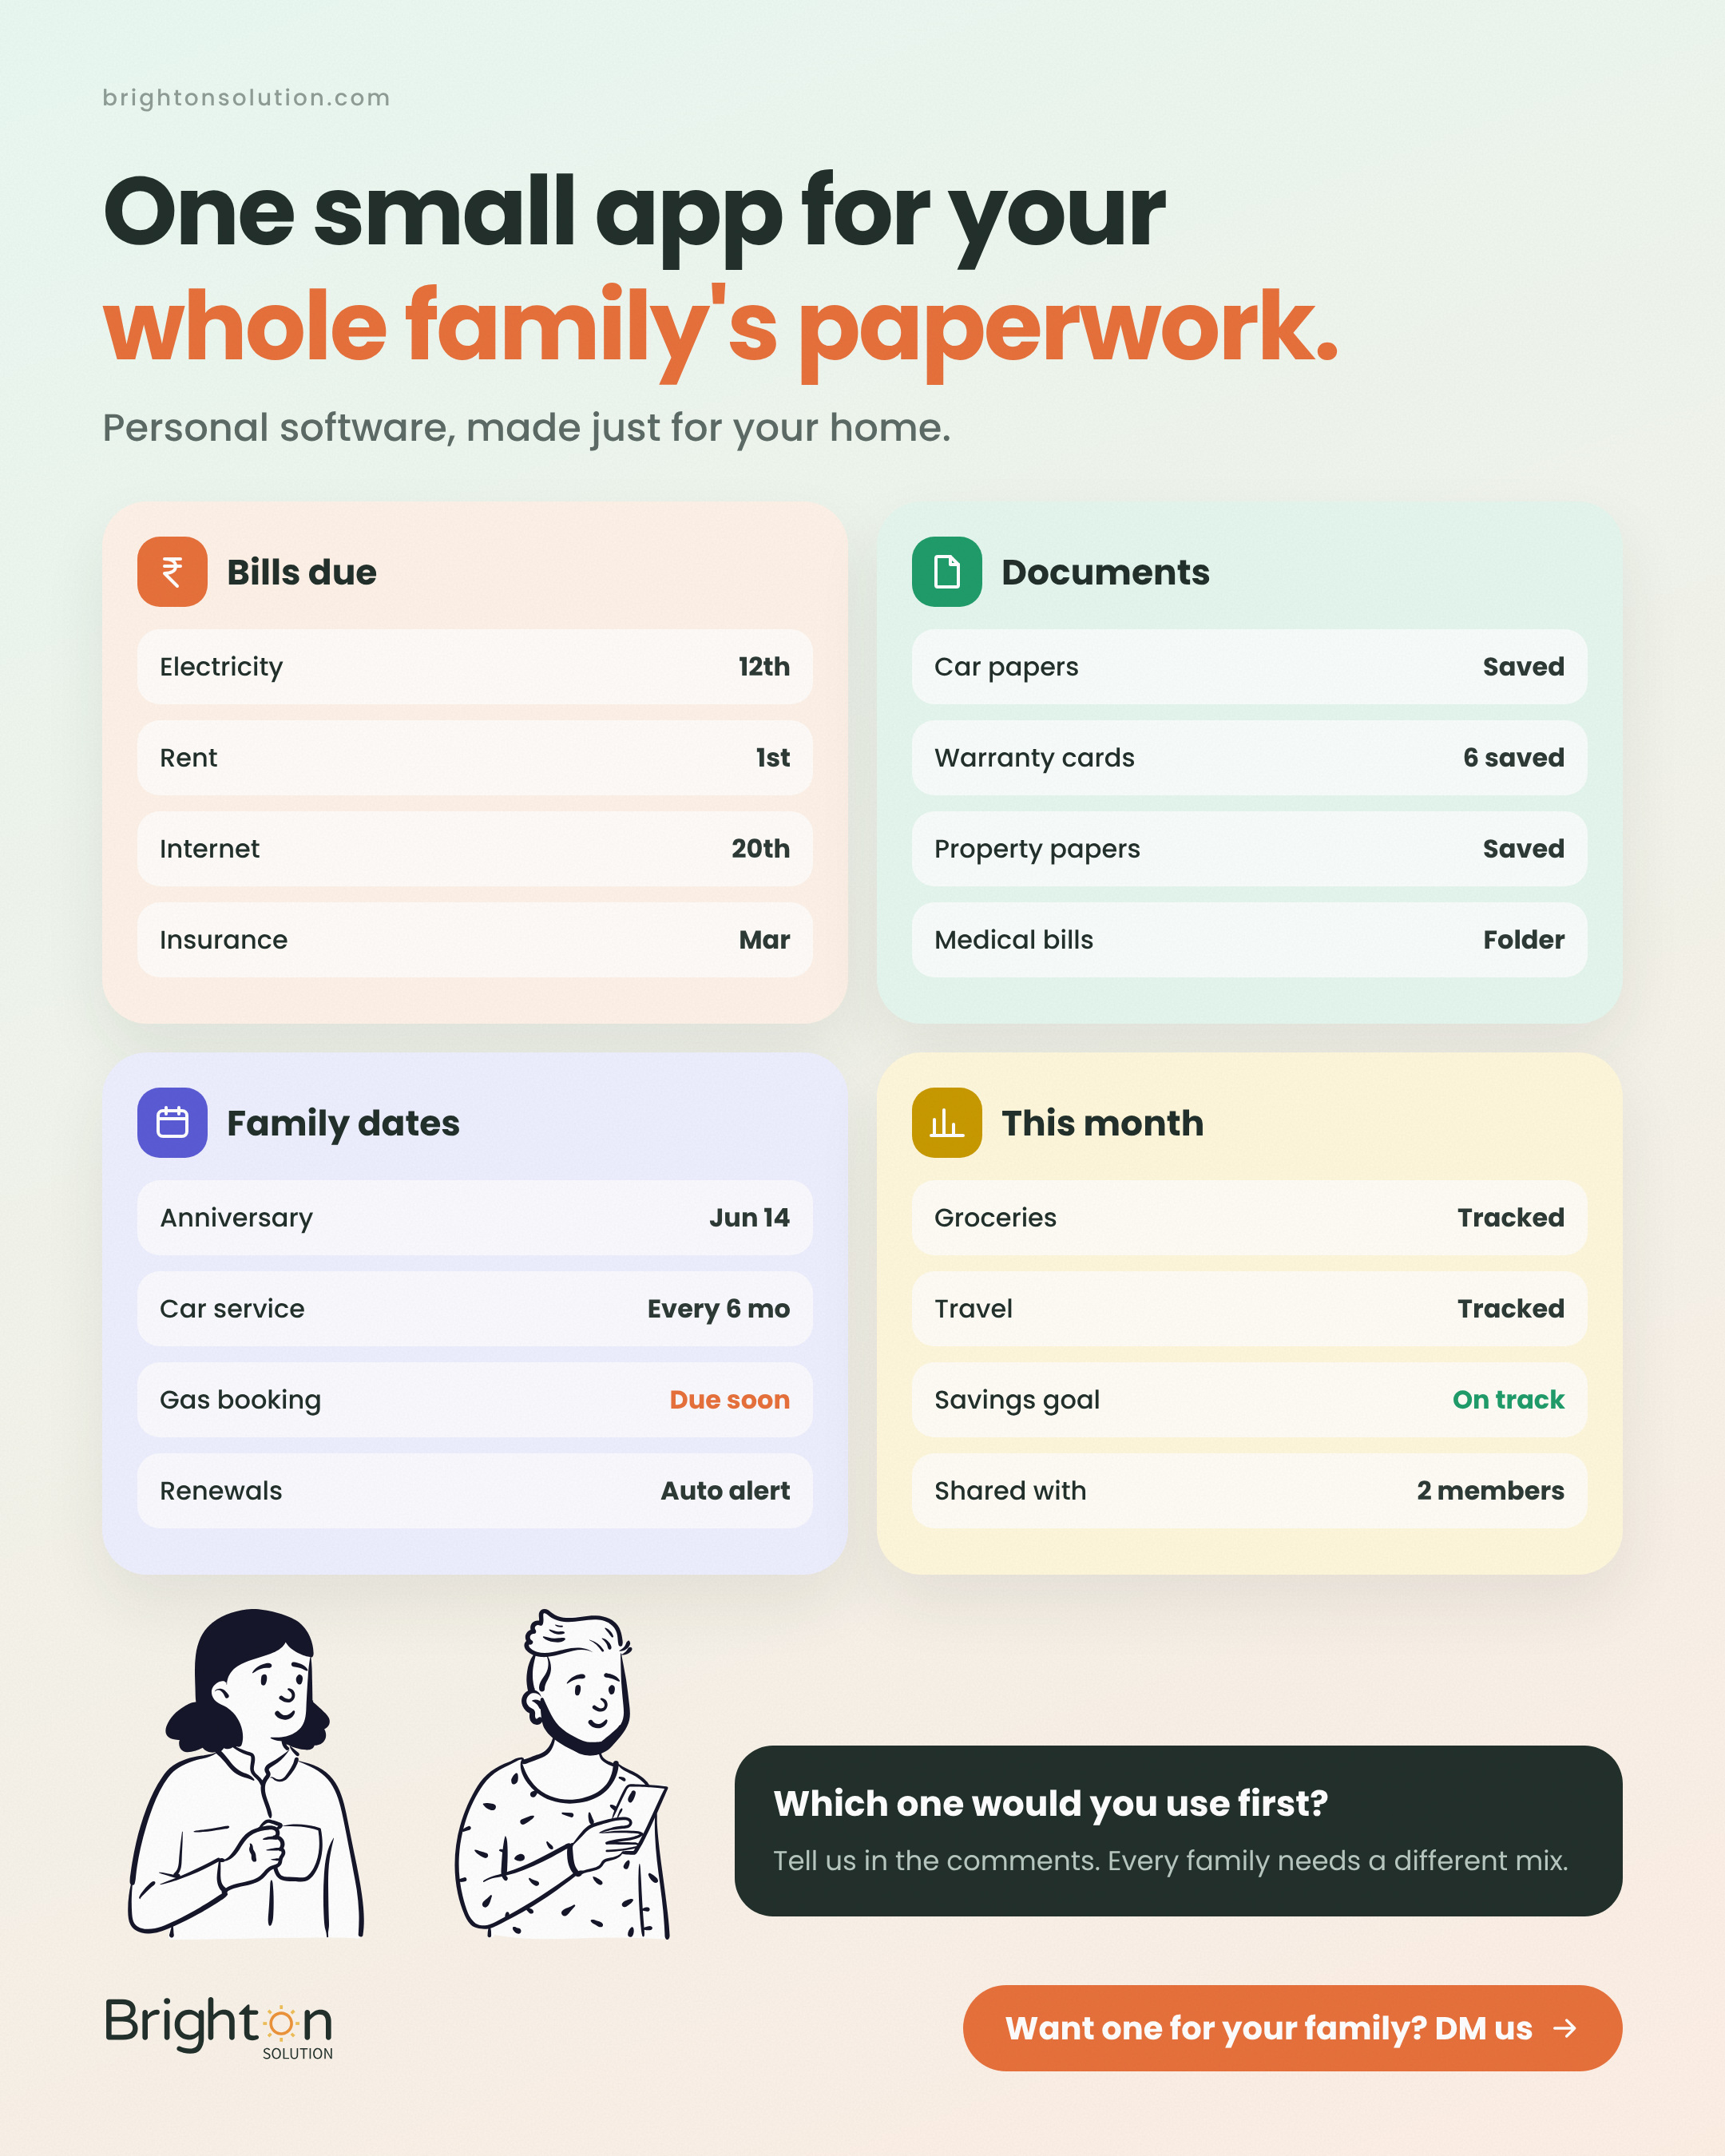 brightonsolution.com
One small app for your
whole family's paperwork.
Personal software, made just for your home.
₹ Bills due
Electricity 12th
Rent 1st
Internet 20th
Insurance Mar
Documents
Car papers Saved
Warranty cards 6 saved
Property papers Saved
Medical bills Folder
Family dates
Anniversary Jun 14
Car service Every 6 mo
Gas booking Due soon
Renewals Auto alert
This month
Groceries Tracked
Travel Tracked
Savings goal On track
Shared with 2 members
Which one would you use first?
Tell us in the comments. Every family needs a different mix.
Brighton
SOLUTION
Want one for your family? DM us →